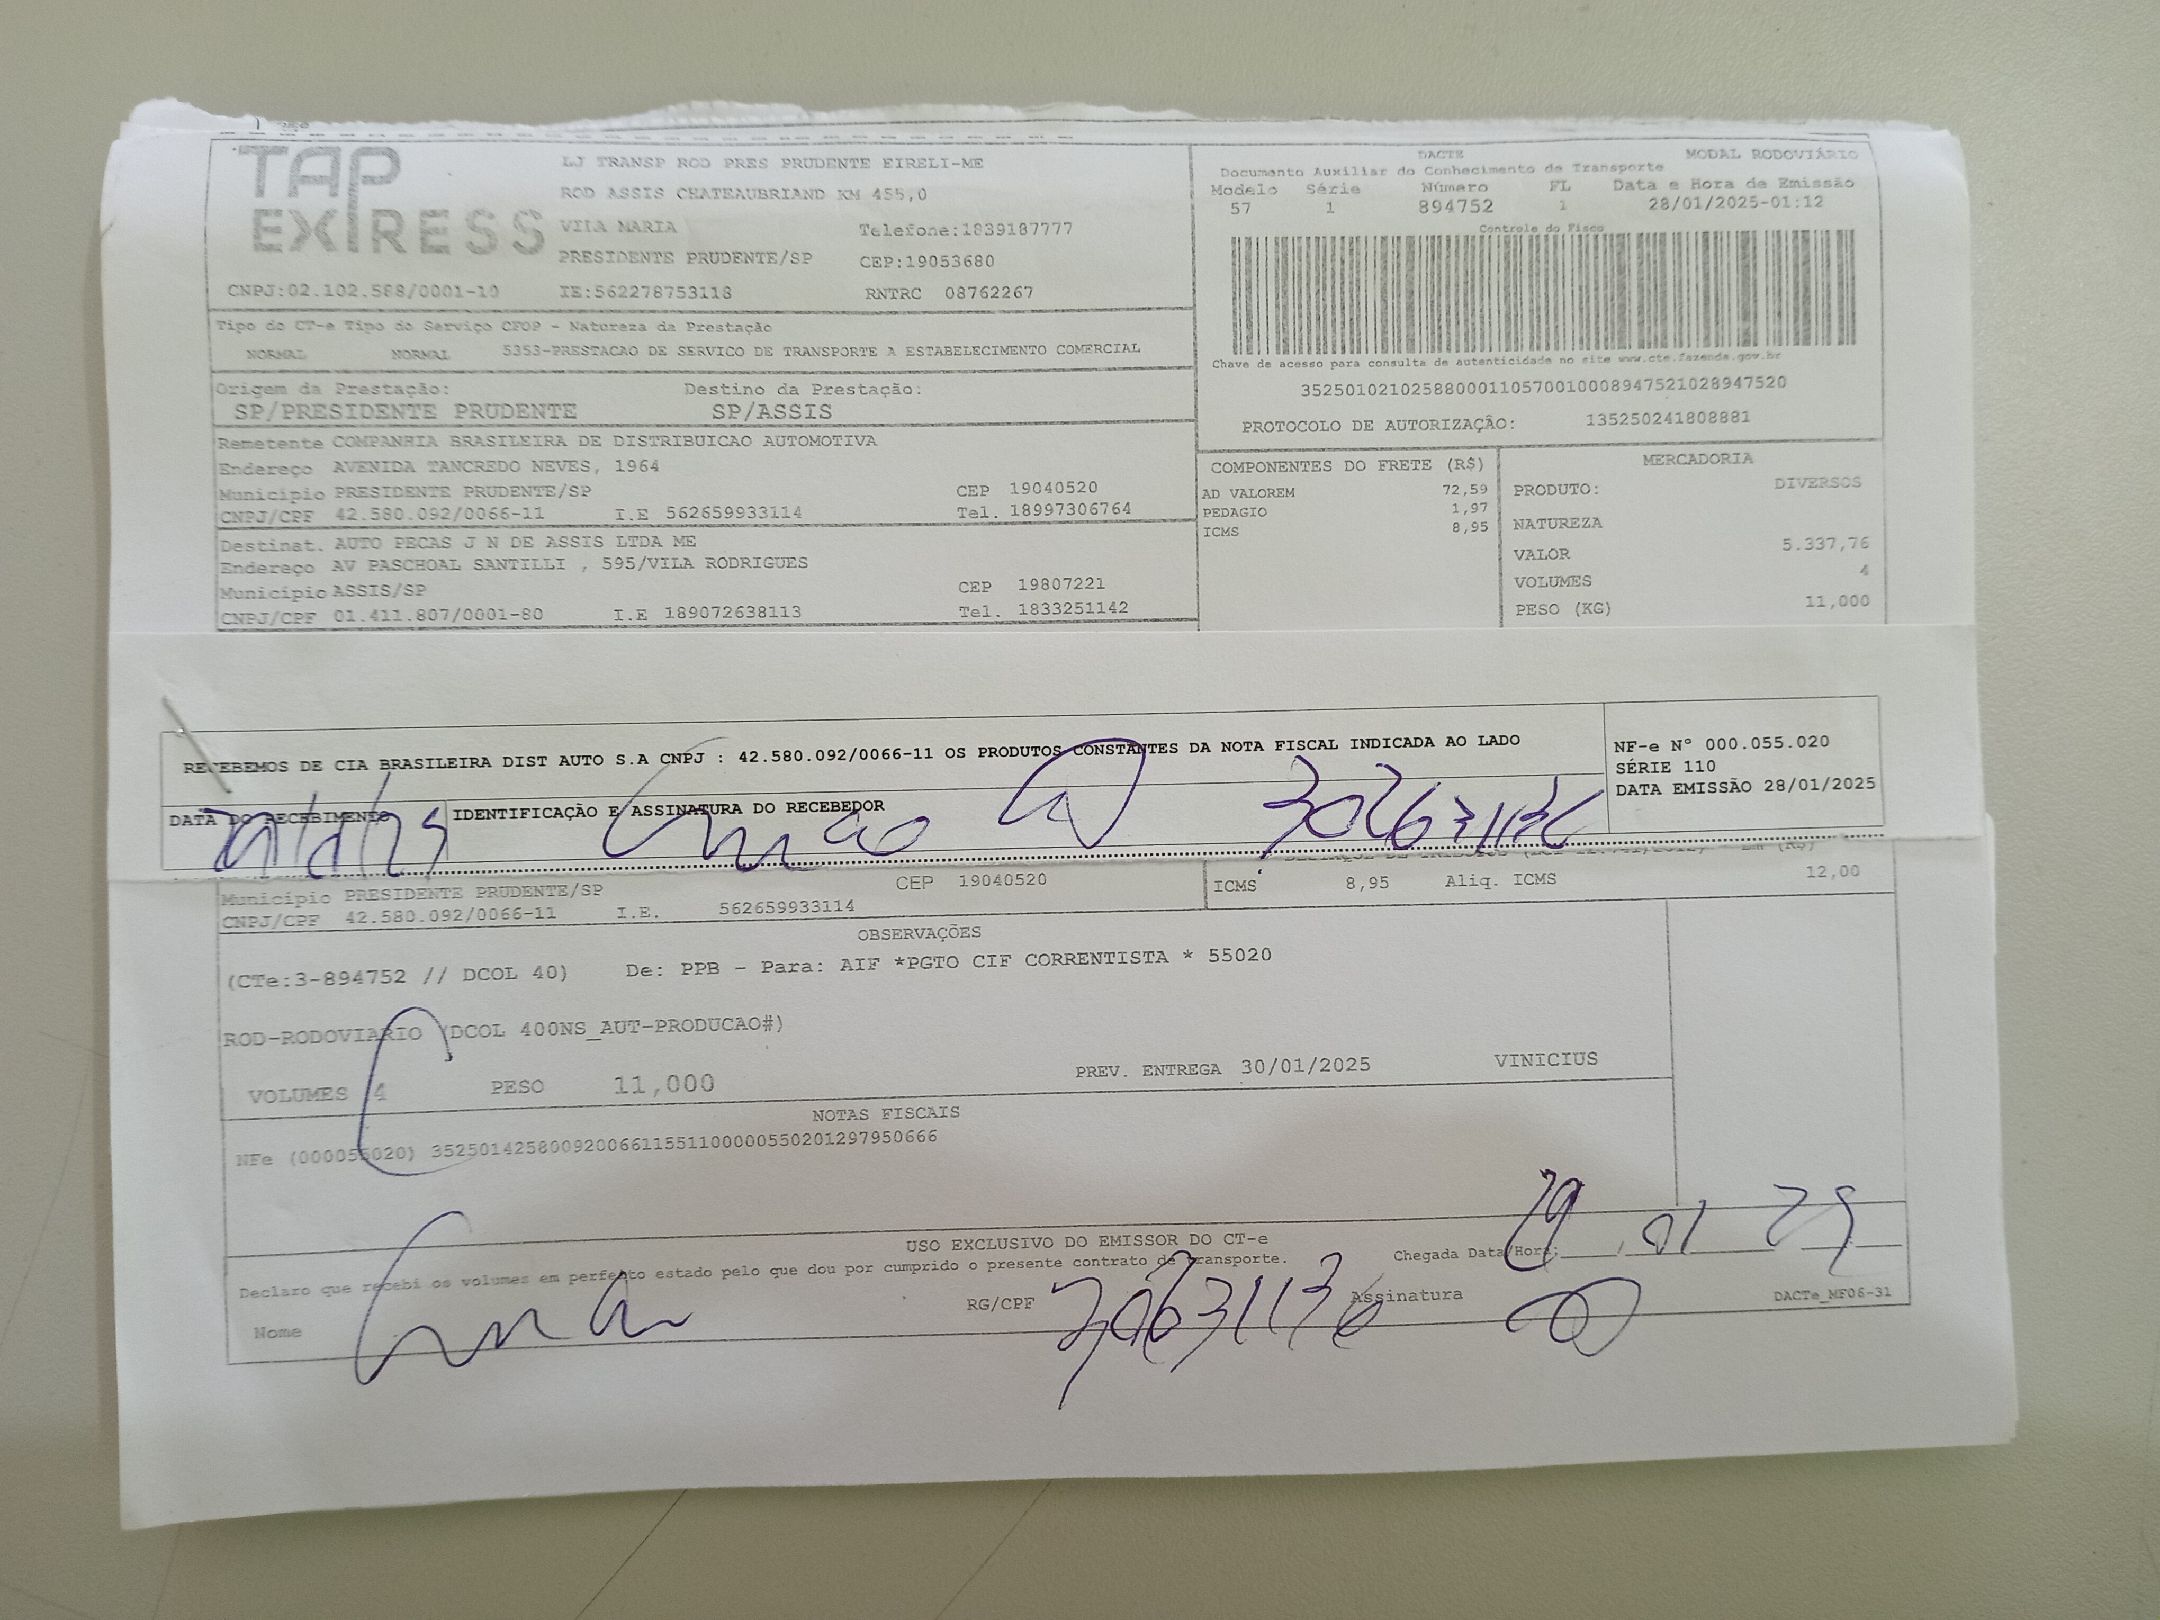 TAP
EXPRESS
LJ TRANSP ROD PRES PRUDENTE EIRELI-ME
ROD ASSIS CHATEAUBRIAND KM 455,0
VILA MARIA Telefone:1839187777
PRESIDENTE PRUDENTE/SP CEP:19053680
CNPJ:02.102.588/0001-10 IE:562278753118 RNTRC 08762267
DACTE MODAL RODOVIÁRIO
Documento Auxiliar do Conhecimento de Transporte
Modelo Série Número FL Data e Hora de Emissão
57 1 894752 1 28/01/2025-01:12
Controle do Fisco
Chave de acesso para consulta de autenticidade no site www.cte.fazenda.gov.br
35250102102588000110570010008947521028947520
PROTOCOLO DE AUTORIZAÇÃO: 135250241808881
Tipo do CT-e Tipo do Serviço CFOP - Natureza da Prestação
NORMAL NORMAL 5353-PRESTACAO DE SERVICO DE TRANSPORTE A ESTABELECIMENTO COMERCIAL
Origem da Prestação: Destino da Prestação:
SP/PRESIDENTE PRUDENTE SP/ASSIS
Remetente COMPANHIA BRASILEIRA DE DISTRIBUICAO AUTOMOTIVA
Endereço AVENIDA TANCREDO NEVES, 1964
Município PRESIDENTE PRUDENTE/SP CEP 19040520
CNPJ/CPF 42.580.092/0066-11 I.E 562659933114 Tel. 18997306764
Destinat. AUTO PECAS J N DE ASSIS LTDA ME
Endereço AV PASCHOAL SANTILLI , 595/VILA RODRIGUES
Município ASSIS/SP CEP 19807221
CNPJ/CPF 01.411.807/0001-80 I.E 189072638113 Tel. 1833251142
COMPONENTES DO FRETE (R$)
AD VALOREM 72,59
PEDAGIO 1,97
ICMS 8,95
MERCADORIA
PRODUTO: DIVERSOS
NATUREZA
VALOR 5.337,76
VOLUMES 4
PESO (KG) 11,000
RECEBEMOS DE CIA BRASILEIRA DIST AUTO S.A CNPJ : 42.580.092/0066-11 OS PRODUTOS CONSTANTES DA NOTA FISCAL INDICADA AO LADO
NF-e N° 000.055.020
SÉRIE 110
DATA EMISSÃO 28/01/2025
DATA DO RECEBIMENTO IDENTIFICAÇÃO E ASSINATURA DO RECEBEDOR
302631136
Município PRESIDENTE PRUDENTE/SP CEP 19040520
CNPJ/CPF 42.580.092/0066-11 I.E. 562659933114
ICMS 8,95 Aliq. ICMS 12,00
OBSERVAÇÕES
(CTe:3-894752 // DCOL 40) De: PPB - Para: AIF *PGTO CIF CORRENTISTA * 55020
ROD-RODOVIARIO (DCOL 400NS_AUT-PRODUCAO#)
VOLUMES 4 PESO 11,000 PREV. ENTREGA 30/01/2025 VINICIUS
NOTAS FISCAIS
NFe (000055020) 35250142580092006611551100000550201297950666
USO EXCLUSIVO DO EMISSOR DO CT-e
Declaro que recebi os volumes em perfeito estado pelo que dou por cumprido o presente contrato de transporte.
Chegada Data/Hora: 29 01 25
Nome RG/CPF Assinatura DACTe_MF06-31